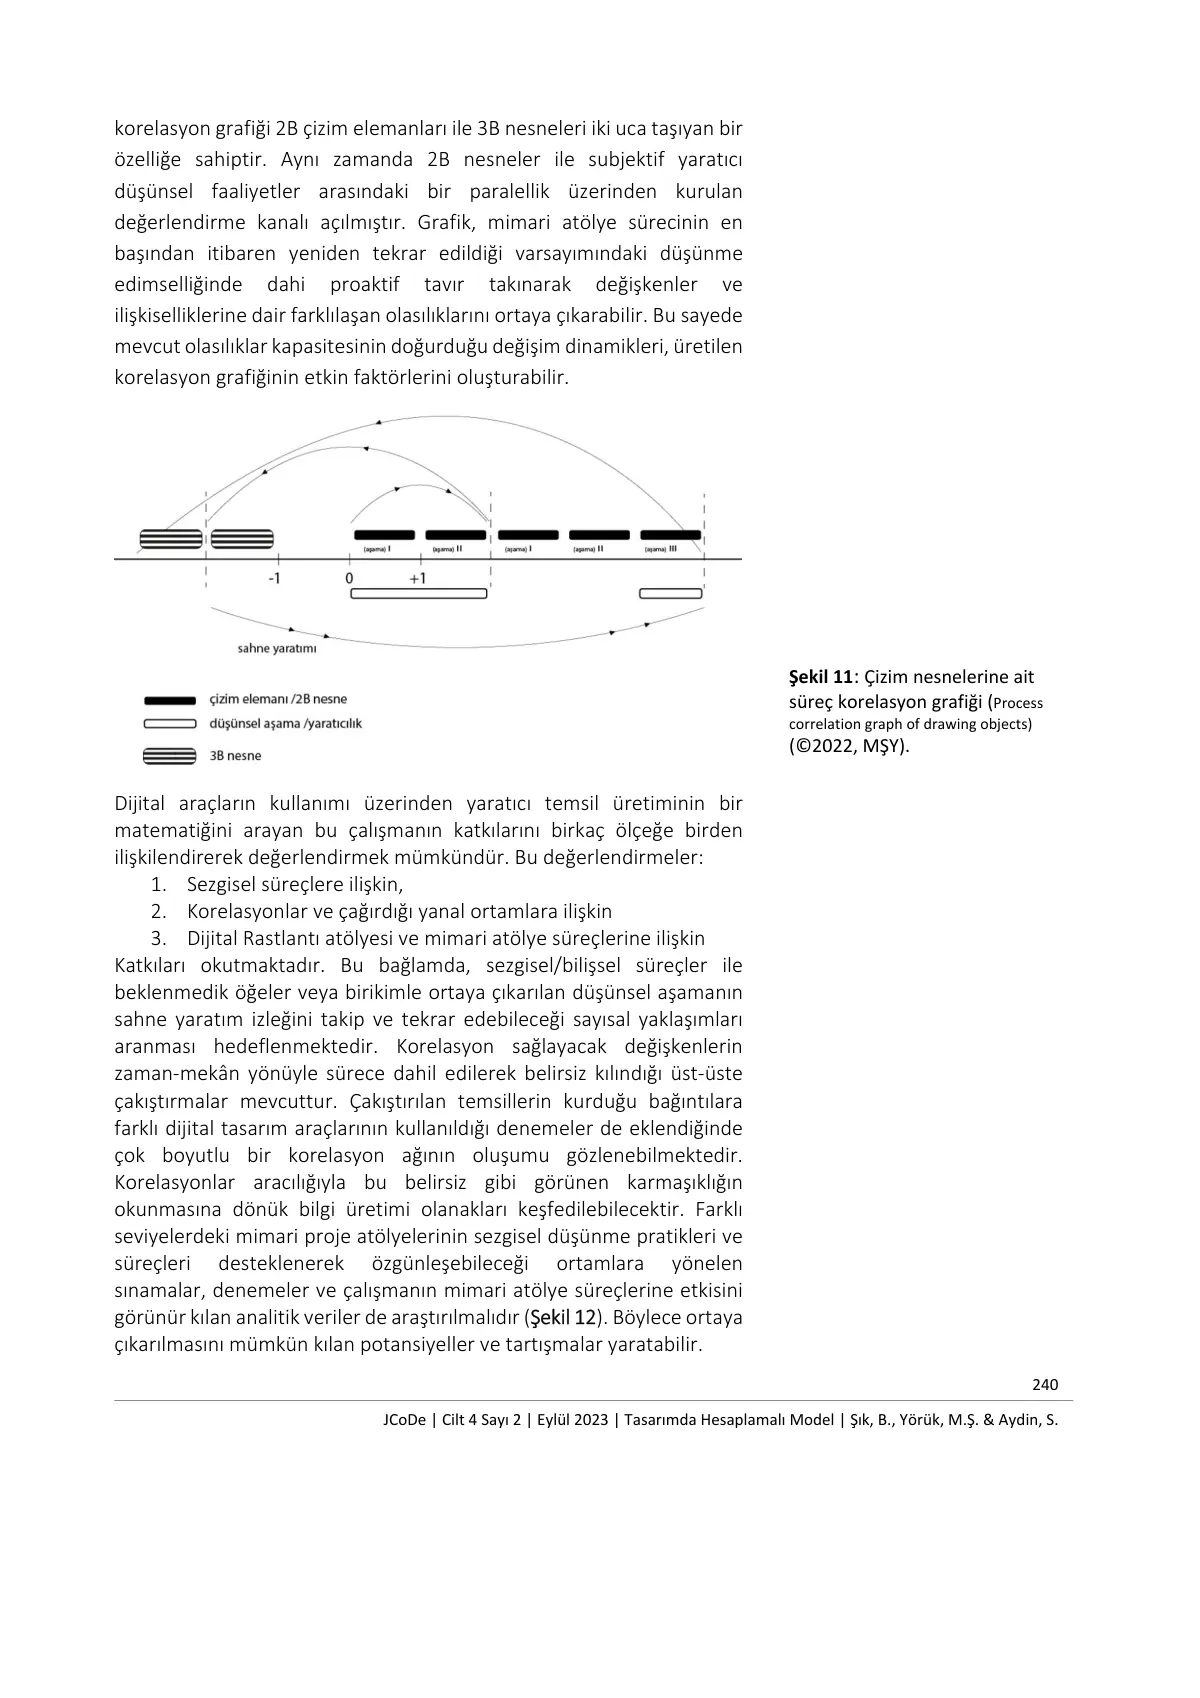 korelasyon grafiği 2B çizim elemanları ile 3B nesneleri iki uca taşıyan bir
özelliğe sahiptir. Aynı zamanda 2B nesneler ile subjektif yaratıcı
düşünsel faaliyetler arasındaki bir paralellik üzerinden kurulan
değerlendirme kanalı açılmıştır. Grafik, mimari atölye sürecinin en
başından itibaren yeniden tekrar edildiği varsayımındaki düşünme
edimselliğinde dahi proaktif tavır takınarak değişkenler ve
ilişkiselliklerine dair farklılaşan olasılıklarını ortaya çıkarabilir. Bu sayede
mevcut olasılıklar kapasitesinin doğurduğu değişim dinamikleri, üretilen
korelasyon grafiğinin etkin faktörlerini oluşturabilir.
(aşama) I (aşama) II (aşama) I (aşama) II (aşama) III
-1 0 +1
sahne yaratımı
çizim elemanı /2B nesne
düşünsel aşama /yaratıcılık
3B nesne
Şekil 11: Çizim nesnelerine ait
süreç korelasyon grafiği (Process
correlation graph of drawing objects)
(©2022, MŞY).
Dijital araçların kullanımı üzerinden yaratıcı temsil üretiminin bir
matematiğini arayan bu çalışmanın katkılarını birkaç ölçeğe birden
ilişkilendirerek değerlendirmek mümkündür. Bu değerlendirmeler:
1. Sezgisel süreçlere ilişkin,
2. Korelasyonlar ve çağırdığı yanal ortamlara ilişkin
3. Dijital Rastlantı atölyesi ve mimari atölye süreçlerine ilişkin
Katkıları okutmaktadır. Bu bağlamda, sezgisel/bilişsel süreçler ile
beklenmedik öğeler veya birikimle ortaya çıkarılan düşünsel aşamanın
sahne yaratım izleğini takip ve tekrar edebileceği sayısal yaklaşımları
aranması hedeflenmektedir. Korelasyon sağlayacak değişkenlerin
zaman-mekân yönüyle sürece dahil edilerek belirsiz kılındığı üst-üste
çakıştırmalar mevcuttur. Çakıştırılan temsillerin kurduğu bağıntılara
farklı dijital tasarım araçlarının kullanıldığı denemeler de eklendiğinde
çok boyutlu bir korelasyon ağının oluşumu gözlenebilmektedir.
Korelasyonlar aracılığıyla bu belirsiz gibi görünen karmaşıklığın
okunmasına dönük bilgi üretimi olanakları keşfedilebilecektir. Farklı
seviyelerdeki mimari proje atölyelerinin sezgisel düşünme pratikleri ve
süreçleri desteklenerek özgünleşebileceği ortamlara yönelen
sınamalar, denemeler ve çalışmanın mimari atölye süreçlerine etkisini
görünür kılan analitik veriler de araştırılmalıdır (Şekil 12). Böylece ortaya
çıkarılmasını mümkün kılan potansiyeller ve tartışmalar yaratabilir.
240
JCoDe | Cilt 4 Sayı 2 | Eylül 2023 | Tasarımda Hesaplamalı Model | Şık, B., Yörük, M.Ş. & Aydin, S.